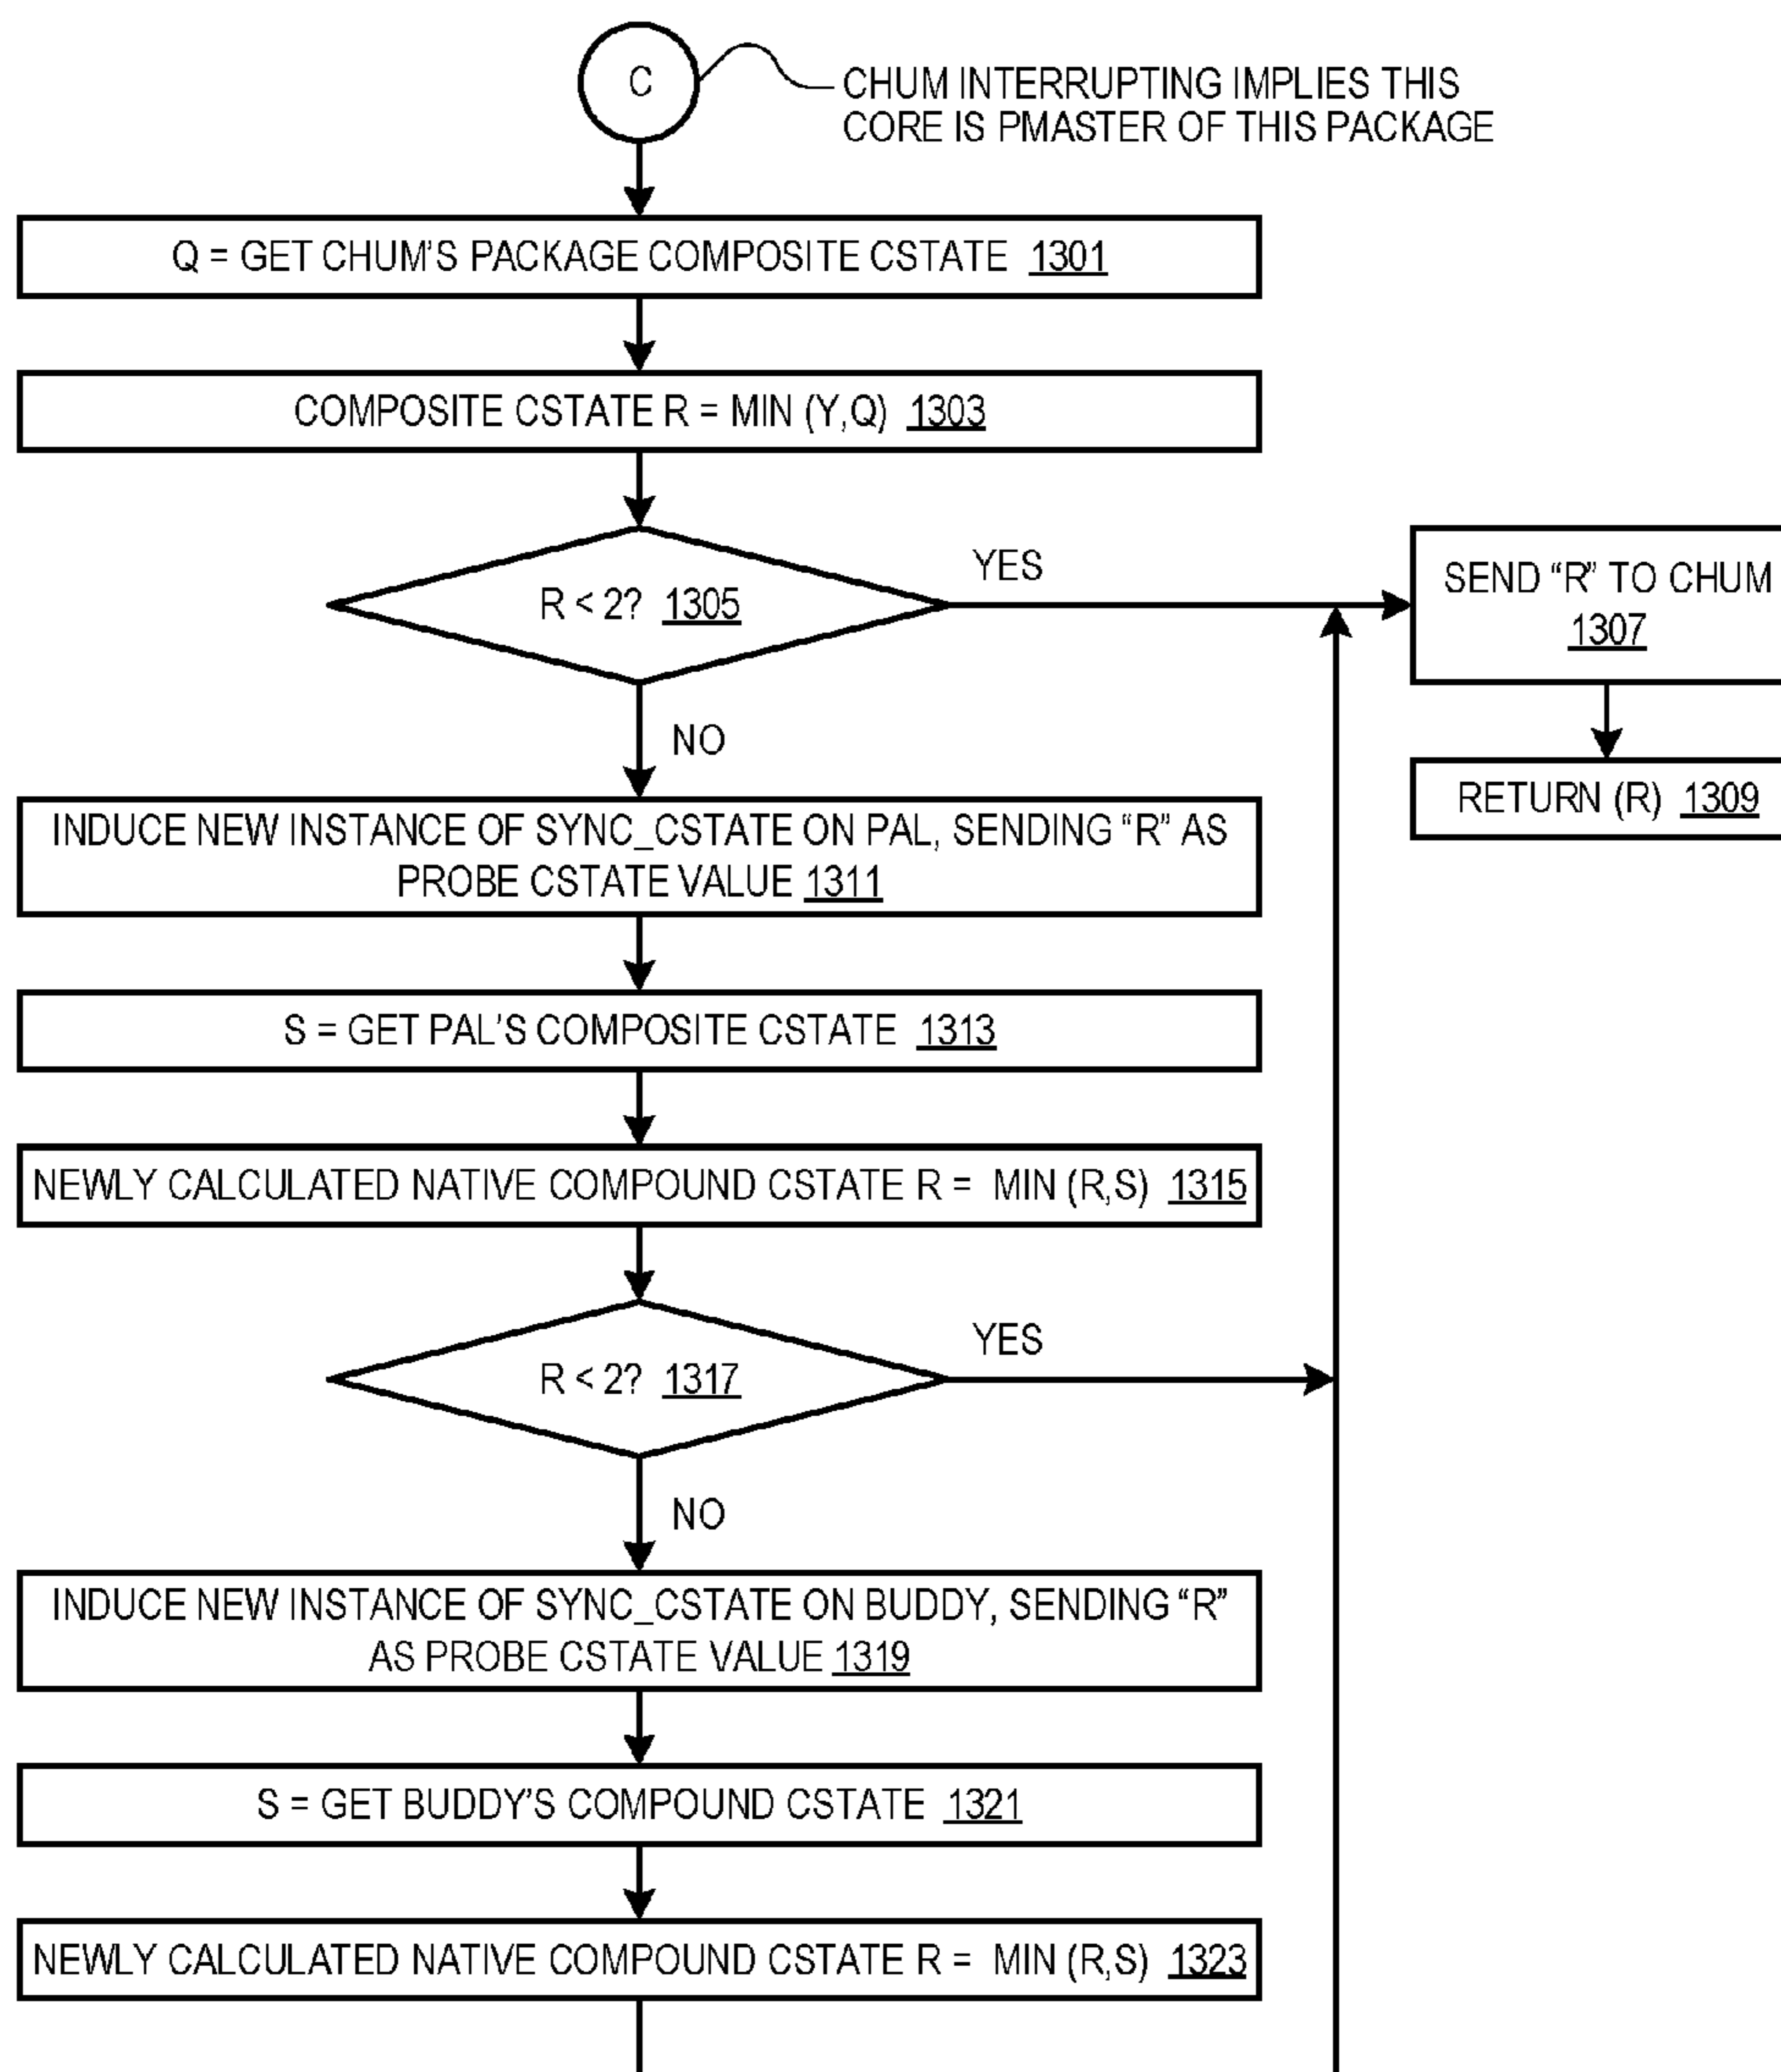 C
CHUM INTERRUPTING IMPLIES THIS
CORE IS PMASTER OF THIS PACKAGE
Q = GET CHUM’S PACKAGE COMPOSITE CSTATE 1301
COMPOSITE CSTATE R = MIN (Y,Q) 1303
R < 2? 1305
YES
SEND “R” TO CHUM
1307
RETURN (R) 1309
NO
INDUCE NEW INSTANCE OF SYNC_CSTATE ON PAL, SENDING “R” AS
PROBE CSTATE VALUE 1311
S = GET PAL’S COMPOSITE CSTATE 1313
NEWLY CALCULATED NATIVE COMPOUND CSTATE R = MIN (R,S) 1315
R < 2? 1317
YES
NO
INDUCE NEW INSTANCE OF SYNC_CSTATE ON BUDDY, SENDING “R”
AS PROBE CSTATE VALUE 1319
S = GET BUDDY’S COMPOUND CSTATE 1321
NEWLY CALCULATED NATIVE COMPOUND CSTATE R = MIN (R,S) 1323